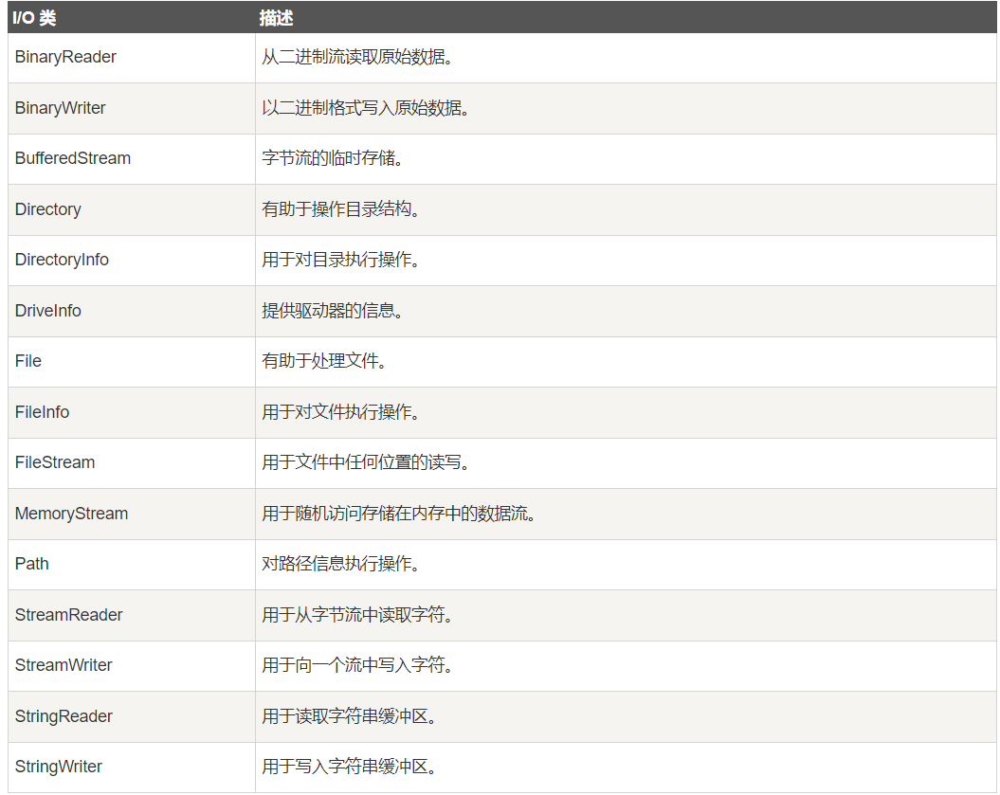 I/O 类 描述
BinaryReader 从二进制流读取原始数据。
BinaryWriter 以二进制格式写入原始数据。
BufferedStream 字节流的临时存储。
Directory 有助于操作目录结构。
DirectoryInfo 用于对目录执行操作。
DriveInfo 提供驱动器的信息。
File 有助于处理文件。
FileInfo 用于对文件执行操作。
FileStream 用于文件中任何位置的读写。
MemoryStream 用于随机访问存储在内存中的数据流。
Path 对路径信息执行操作。
StreamReader 用于从字节流中读取字符。
StreamWriter 用于向一个流中写入字符。
StringReader 用于读取字符串缓冲区。
StringWriter 用于写入字符串缓冲区。